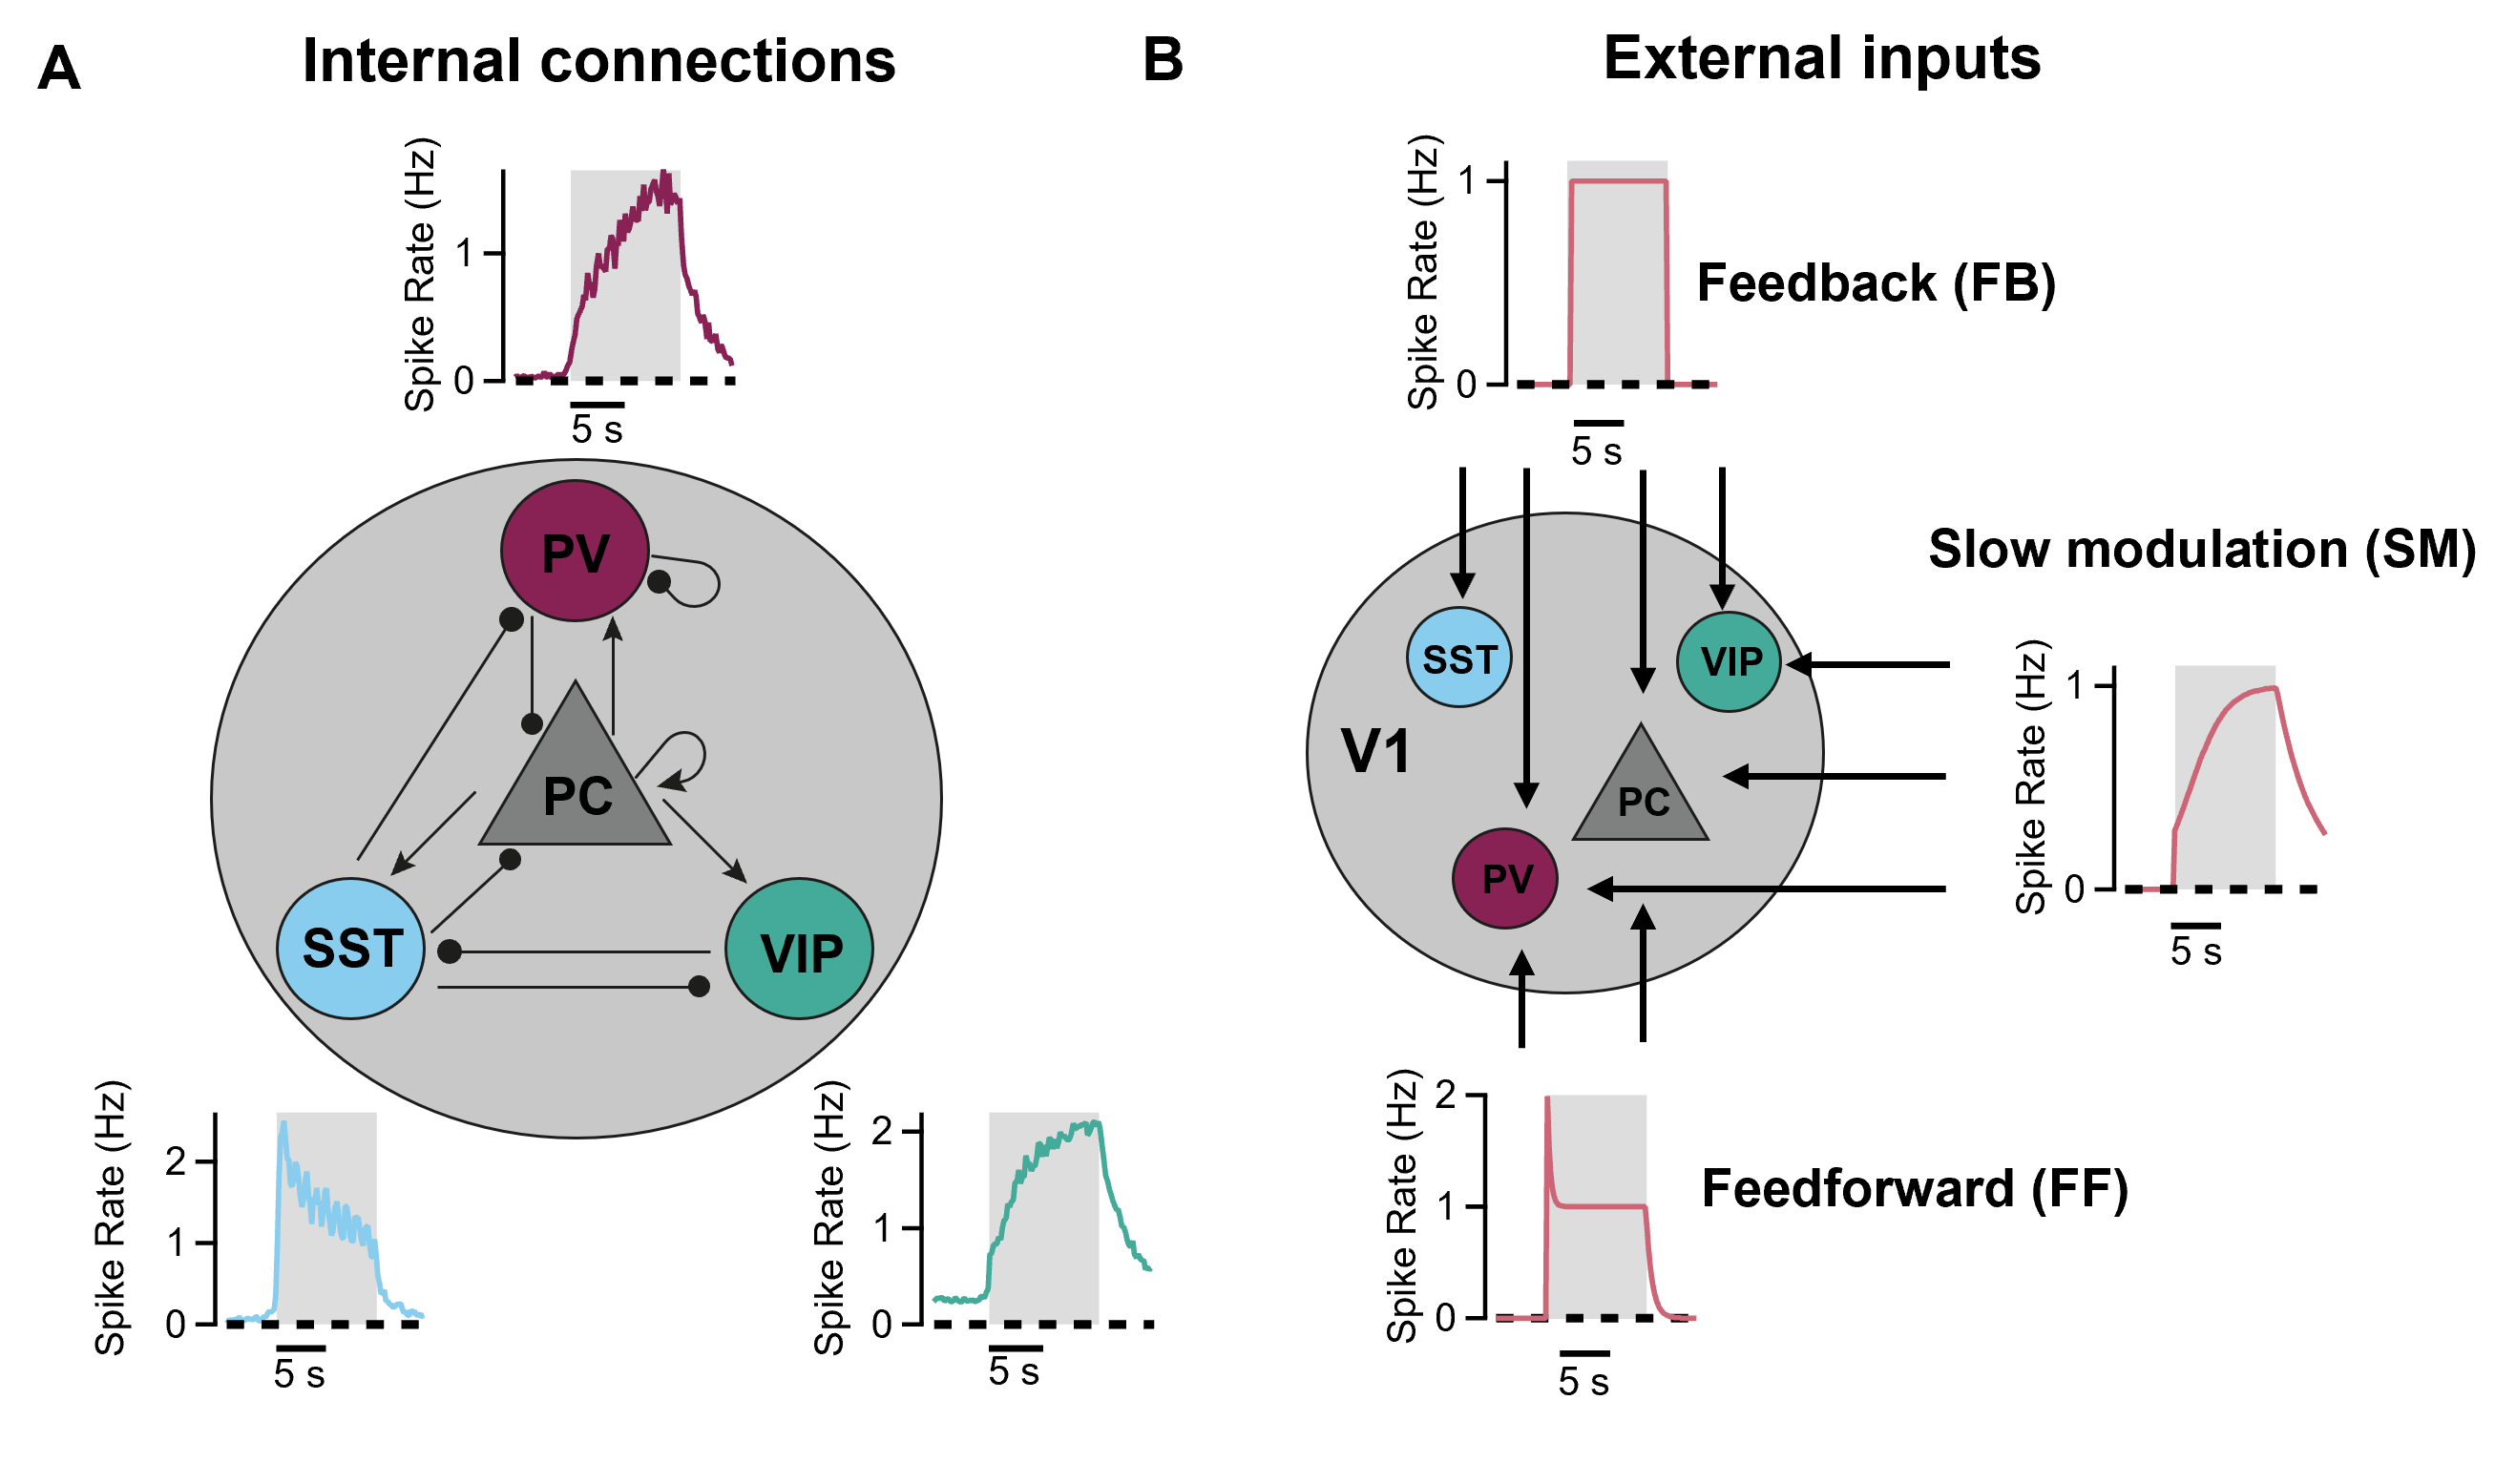 A
Internal connections
B
External inputs
Spike Rate (Hz)
1
0
5 s
Spike Rate (Hz)
1
0
5 s
Feedback (FB)
Slow modulation (SM)
PV
PC
SST
VIP
SST
VIP
V1
PC
PV
Spike Rate (Hz)
1
0
5 s
Spike Rate (Hz)
2
1
0
5 s
Spike Rate (Hz)
2
1
0
5 s
Spike Rate (Hz)
2
1
0
5 s
Feedforward (FF)